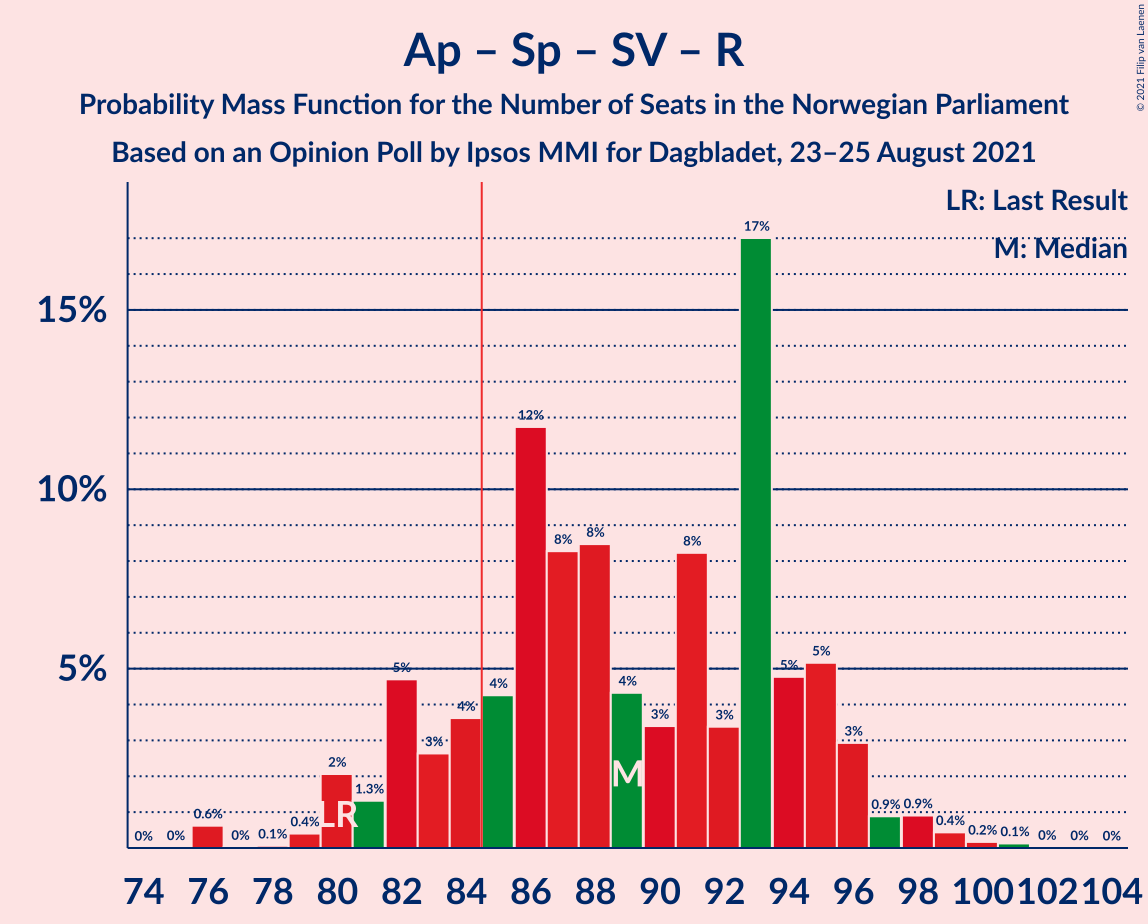 Ap – Sp – SV – R
Probability Mass Function for the Number of Seats in the Norwegian Parliament
Based on an Opinion Poll by Ipsos MMI for Dagbladet, 23–25 August 2021
© 2021 Filip van Laenen
LR: Last Result
M: Median
15%
10%
5%
0% 0% 0.6% 0% 0.1% 0.4% 2% 1.3% 5% 3% 4% 4% 12% 8% 8% 4% 3% 8% 3% 17% 5% 5% 3% 0.9% 0.9% 0.4% 0.2% 0.1% 0% 0% 0%
LR
M
74 76 78 80 82 84 86 88 90 92 94 96 98 100 102 104